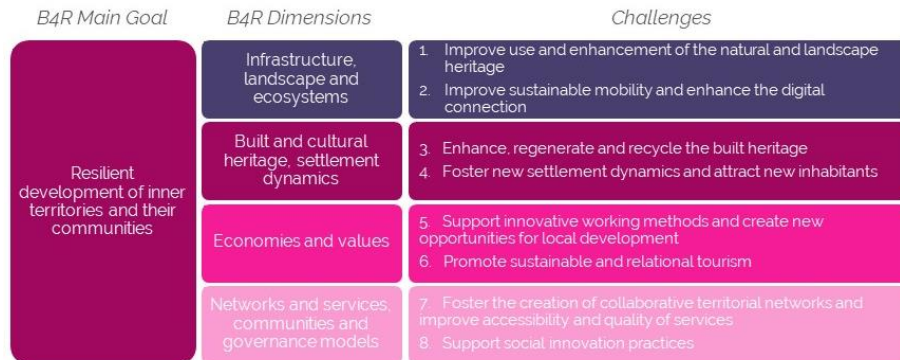 B4R Main Goal
B4R Dimensions
Challenges
Resilient
development of inner
territories and their
communities
Infrastructure,
landscape and
ecosystems
1. Improve use and enhancement of the natural and landscape
heritage
2. Improve sustainable mobility and enhance the digital
connection
Built and cultural
heritage, settlement
dynamics
3. Enhance, regenerate and recycle the built heritage
4. Foster new settlement dynamics and attract new inhabitants
Economies and values
5. Support innovative working methods and create new
opportunities for local development
6. Promote sustainable and relational tourism
Networks and services,
communities and
governance models
7. Foster the creation of collaborative territorial networks and
improve accessibility and quality of services
8. Support social innovation practices